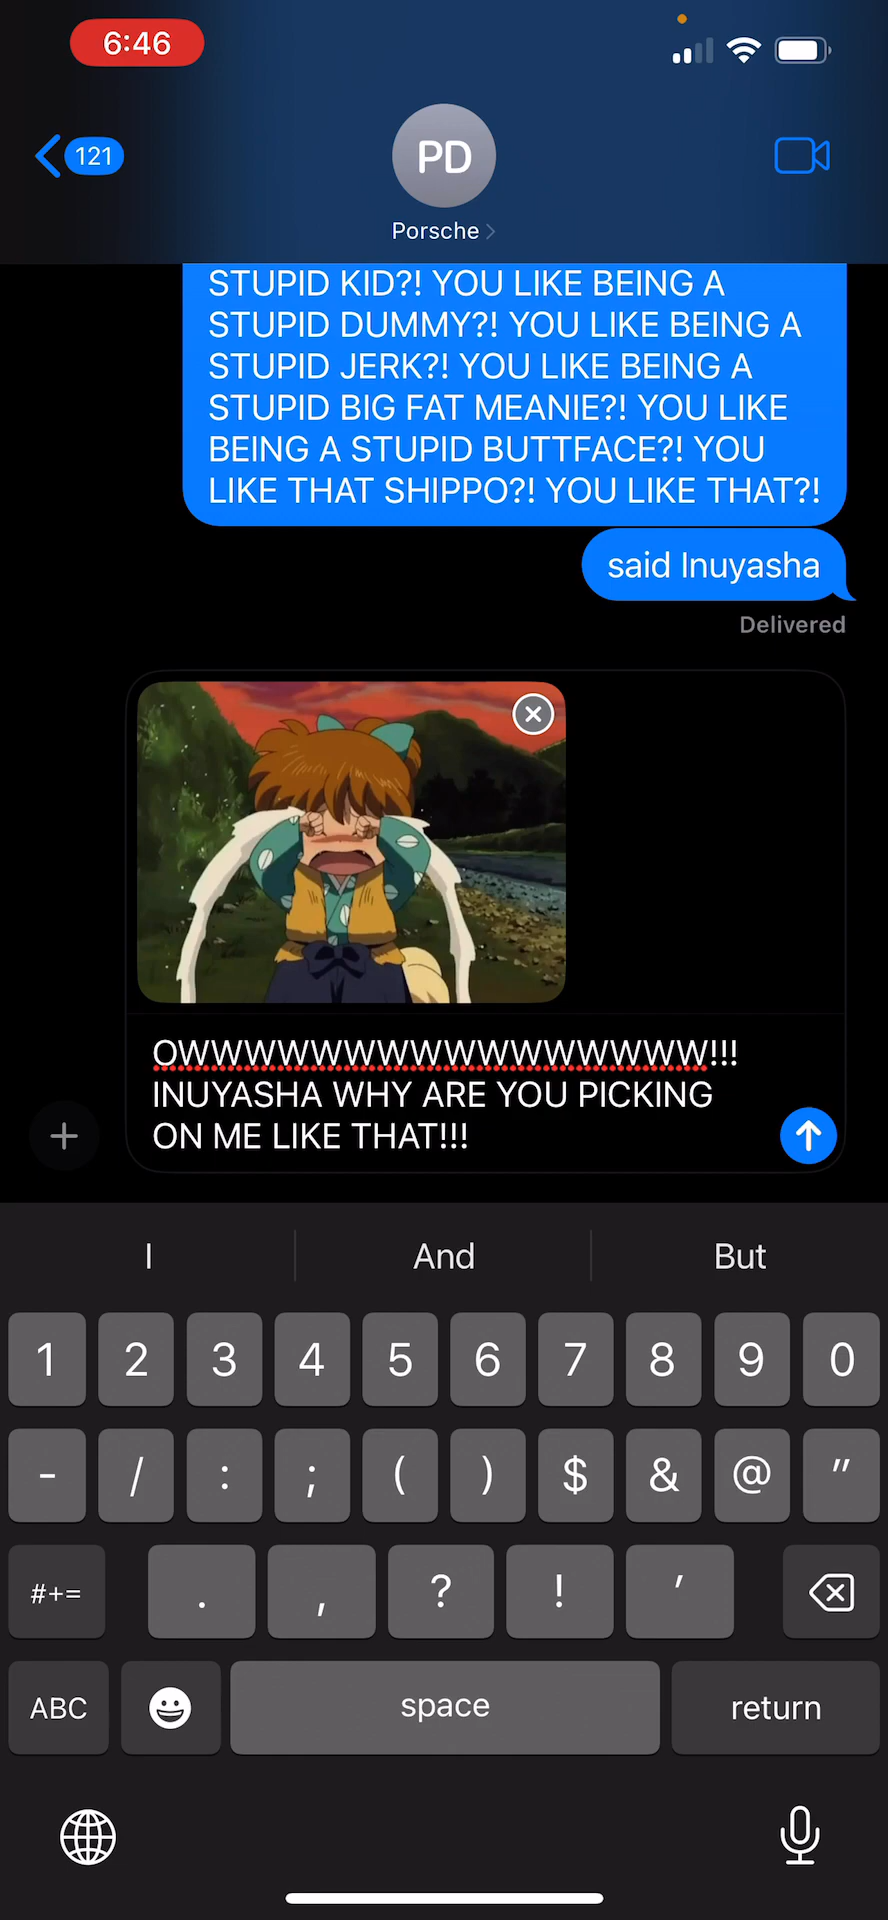 6:46
121
PD
Porsche
STUPID KID?! YOU LIKE BEING A
STUPID DUMMY?! YOU LIKE BEING A
STUPID JERK?! YOU LIKE BEING A
STUPID BIG FAT MEANIE?! YOU LIKE
BEING A STUPID BUTTFACE?! YOU
LIKE THAT SHIPPO?! YOU LIKE THAT?!
said Inuyasha
Delivered
OWWWWWWWWWWWWWWWW!!!
INUYASHA WHY ARE YOU PICKING
ON ME LIKE THAT!!!
I And But
1 2 3 4 5 6 7 8 9 0
- / : ; ( ) $ & @ "
#+= . , ? ! '
ABC space return